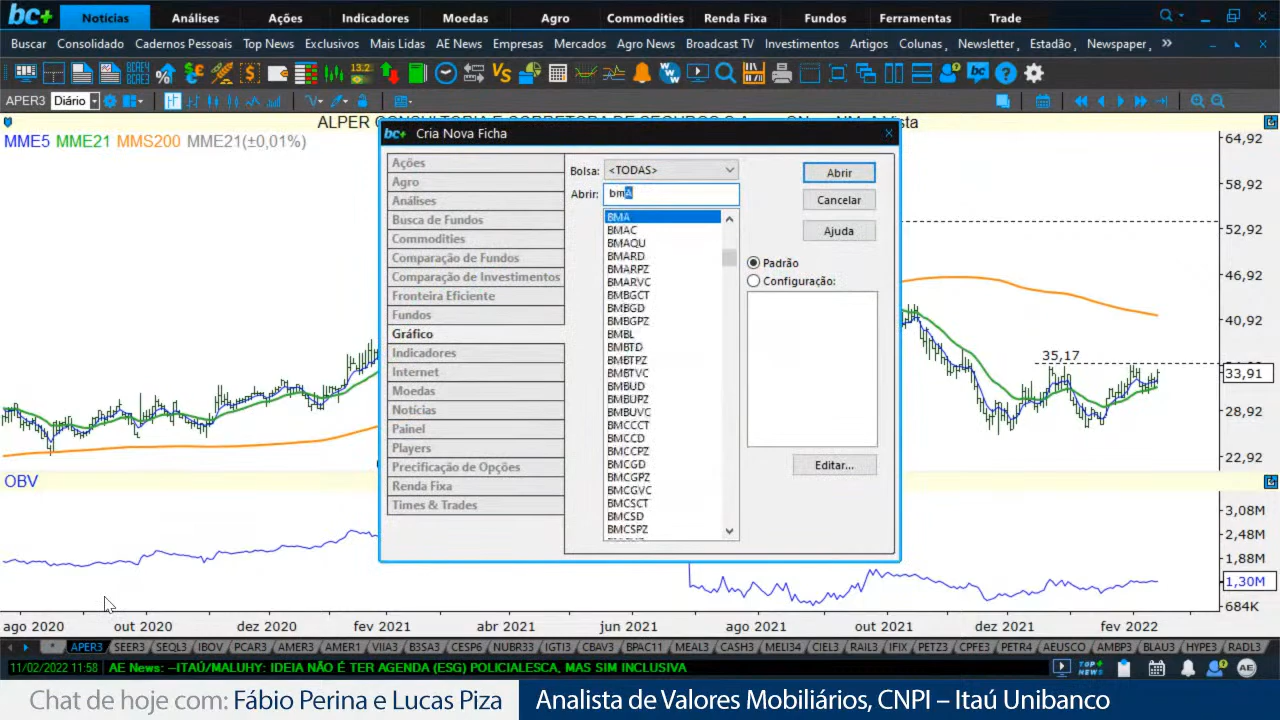 bc+ Notícias Análises Ações Indicadores Moedas Agro Commodities Renda Fixa Fundos Ferramentas Trade
Buscar Consolidado Cadernos Pessoais Top News Exclusivos Mais Lidas AE News Empresas Mercados Agro News Broadcast TV Investimentos Artigos Colunas Newsletter Estadão Newspaper »
APER3 Diário
MME5 MME21 MMS200 MME21(±0,01%)
bc+ Cria Nova Ficha
Ações
Agro
Análises
Busca de Fundos
Commodities
Comparação de Fundos
Comparação de Investimentos
Fronteira Eficiente
Fundos
Gráfico
Indicadores
Internet
Moedas
Notícias
Painel
Players
Precificação de Opções
Renda Fixa
Times & Trades
Bolsa: <TODAS>
Abrir: bmA
BMA
BMAC
BMAQU
BMARD
BMARPZ
BMARVC
BMBGCT
BMBGD
BMBGPZ
BMBL
BMBTD
BMBTPZ
BMBTVC
BMBUD
BMBUPZ
BMBUVC
BMCCCT
BMCCD
BMCCPZ
BMCGD
BMCGPZ
BMCGVC
BMCSCT
BMCSD
BMCSPZ
Abrir
Cancelar
Ajuda
Padrão
Configuração:
Editar...
64,92
58,92
52,92
46,92
40,92
33,91
28,92
22,92
35,17
OBV
3,08M
2,48M
1,88M
1,30M
684K
ago 2020 out 2020 dez 2020 fev 2021 abr 2021 jun 2021 ago 2021 out 2021 dez 2021 fev 2022
* APER3 SEER3 SEQL3 IBOV PCAR3 AMER3 AMER1 VIIA3 B3SA3 CESP6 NUBR33 IGTI3 CBAV3 BPAC11 MEAL3 CASH3 MELI34 CIEL3 RAIL3 IFIX PETZ3 CPFE3 PETR4 AEUSCO AMBP3 BLAU3 HYPE3 RADL3
11/02/2022 11:58 AE News: –ITAÚ/MALUHY: IDEIA NÃO É TER AGENDA (ESG) POLICIALESCA, MAS SIM INCLUSIVA
TOP+ NEWS AE
Chat de hoje com: Fábio Perina e Lucas Piza Analista de Valores Mobiliários, CNPI – Itaú Unibanco